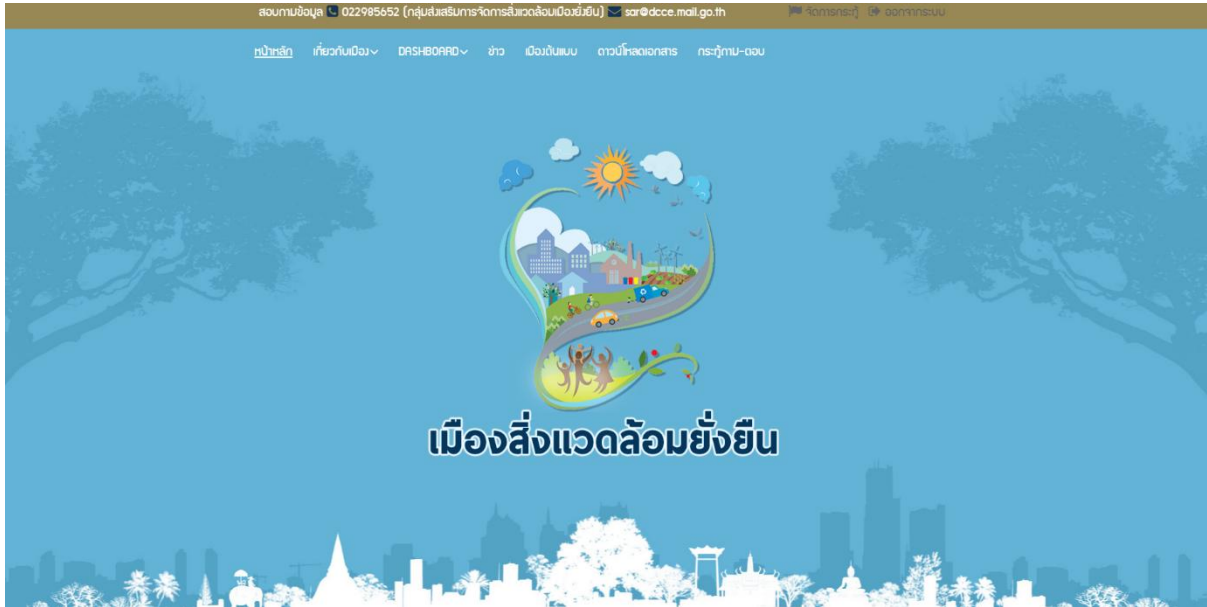 สอบถามข้อมูล 022985652 (กลุ่มส่งเสริมการจัดการสิ่งแวดล้อมเมืองยั่งยืน) sar@dcce.mail.go.th จัดการกระทู้ ออกจากระบบ
หน้าหลัก เกี่ยวกับเมือง DASHBOARD ข่าว เมืองต้นแบบ ดาวน์โหลดเอกสาร กระทู้ถาม-ตอบ
เมืองสิ่งแวดล้อมยั่งยืน